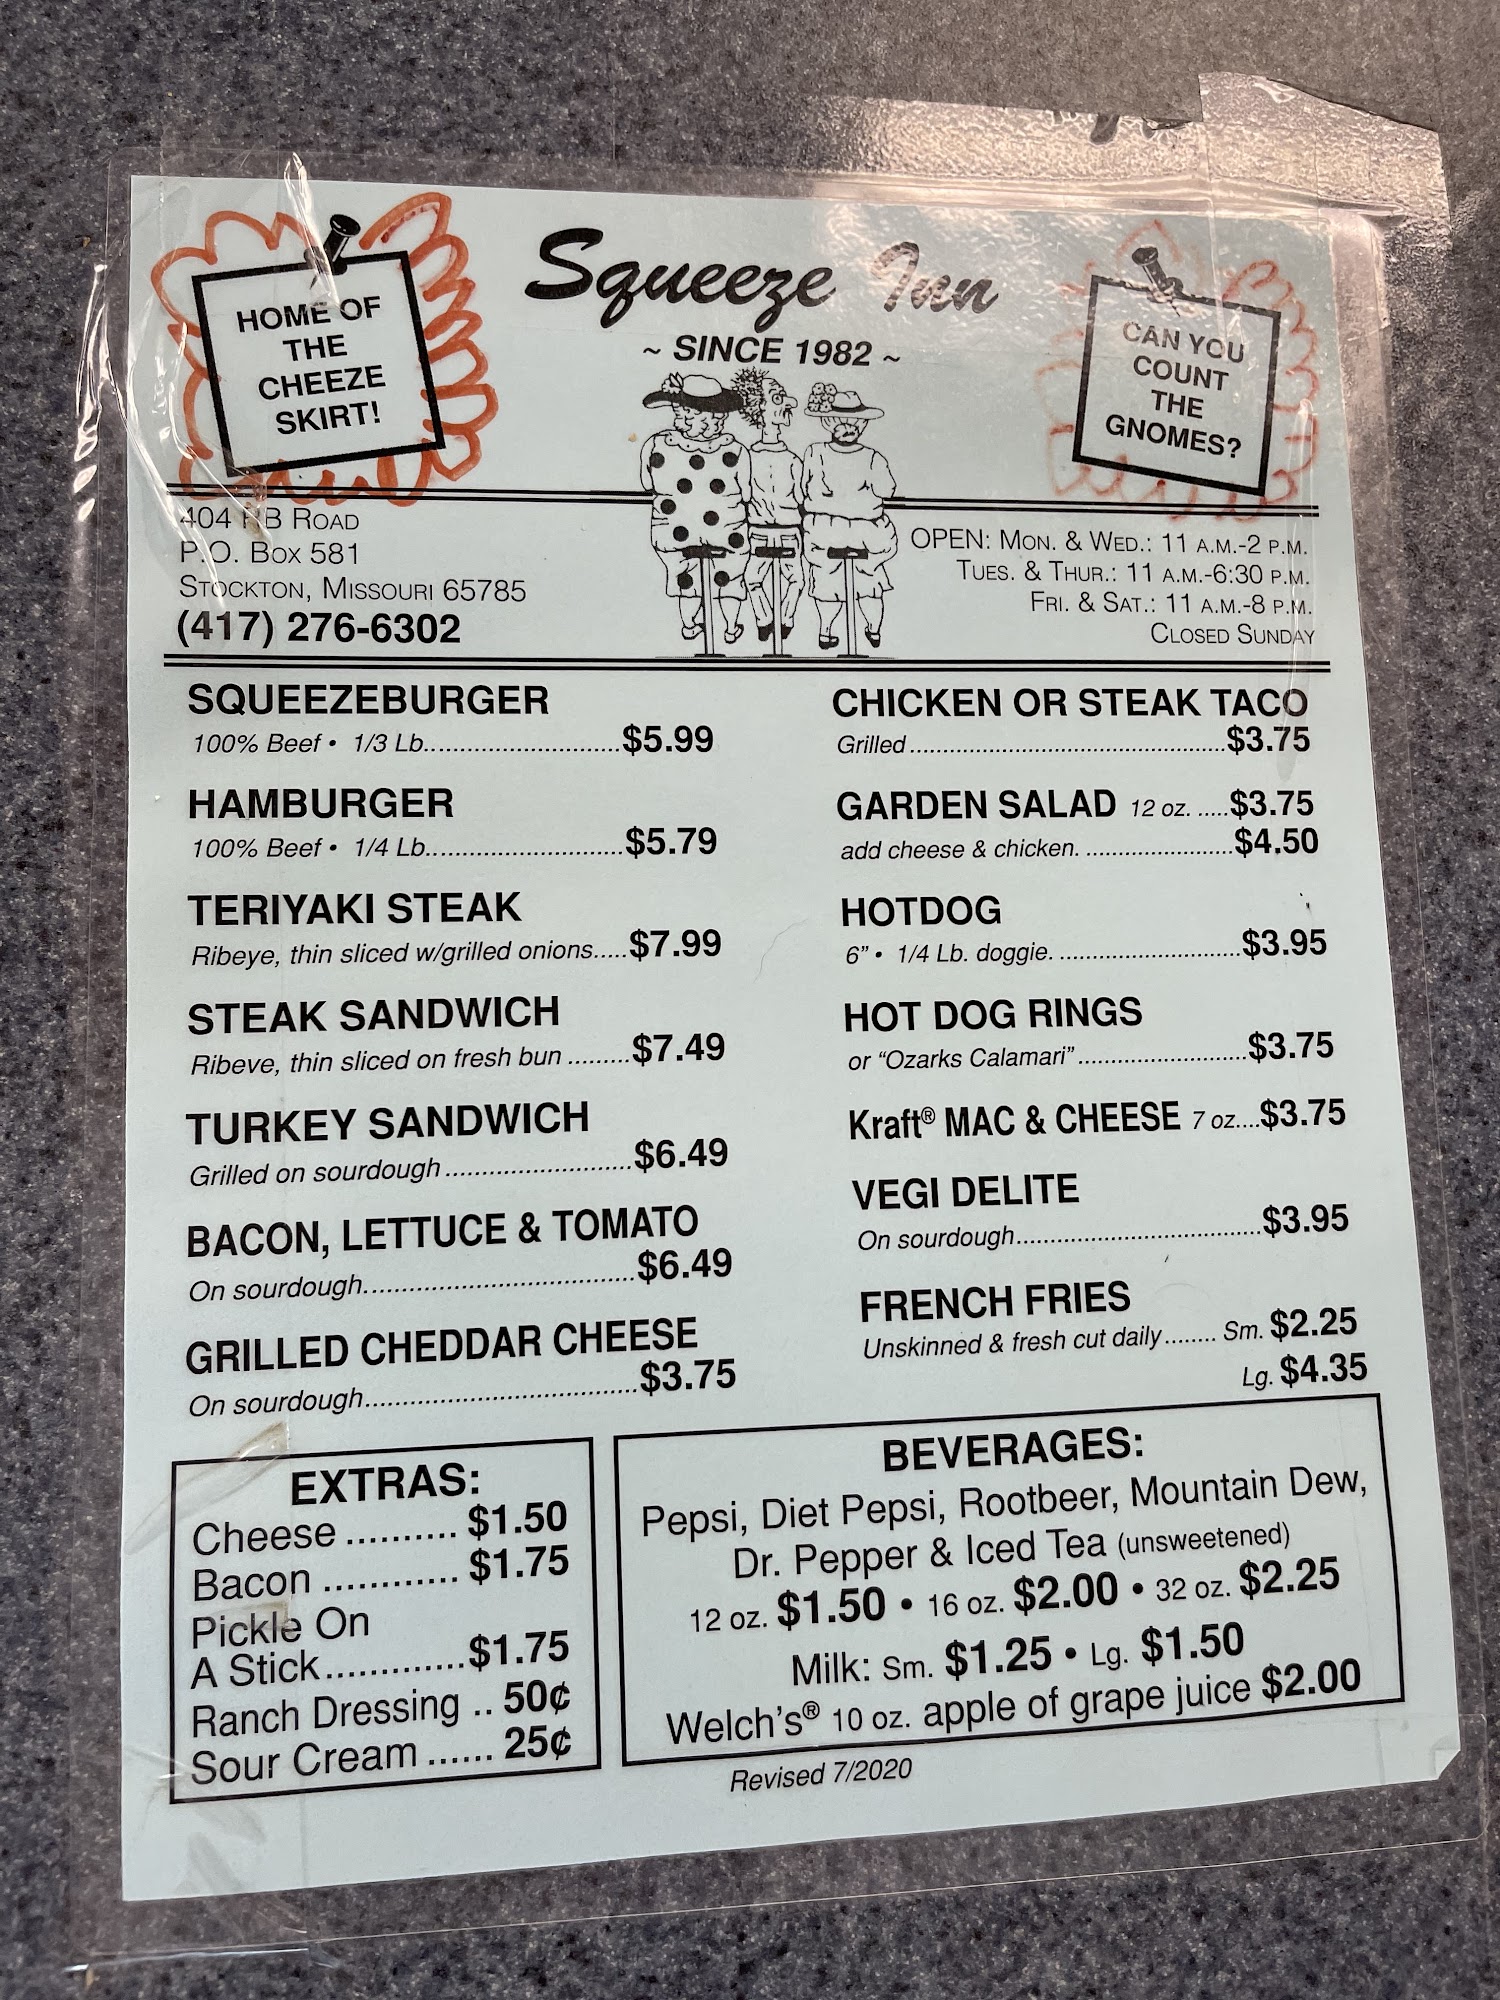 HOME OF
THE
CHEEZE
SKIRT!
Squeeze Inn
~ SINCE 1982 ~
CAN YOU
COUNT
THE
GNOMES?
404 RB ROAD
P.O. BOX 581
STOCKTON, MISSOURI 65785
(417) 276-6302
OPEN: MON. & WED.: 11 A.M.-2 P.M.
TUES. & THUR.: 11 A.M.-6:30 P.M.
FRI. & SAT.: 11 A.M.-8 P.M.
CLOSED SUNDAY
SQUEEZEBURGER
100% Beef • 1/3 Lb..............................$5.99
HAMBURGER
100% Beef • 1/4 Lb..............................$5.79
TERIYAKI STEAK
Ribeye, thin sliced w/grilled onions.....$7.99
STEAK SANDWICH
Ribeve, thin sliced on fresh bun .........$7.49
TURKEY SANDWICH
Grilled on sourdough...........................$6.49
BACON, LETTUCE & TOMATO
On sourdough......................................$6.49
GRILLED CHEDDAR CHEESE
On sourdough......................................$3.75
CHICKEN OR STEAK TACO
Grilled..............................................$3.75
GARDEN SALAD 12 oz. .....$3.75
add cheese & chicken. .....................$4.50
HOTDOG
6” • 1/4 Lb. doggie. ..........................$3.95
HOT DOG RINGS
or “Ozarks Calamari”........................$3.75
Kraft® MAC & CHEESE 7 oz....$3.75
VEGI DELITE
On sourdough...................................$3.95
FRENCH FRIES
Unskinned & fresh cut daily........ Sm. $2.25
Lg. $4.35
EXTRAS:
Cheese .......... $1.50
Bacon ............ $1.75
Pickle On
A Stick.............$1.75
Ranch Dressing .. 50¢
Sour Cream ...... 25¢
BEVERAGES:
Pepsi, Diet Pepsi, Rootbeer, Mountain Dew,
Dr. Pepper & Iced Tea (unsweetened)
12 oz. $1.50 • 16 oz. $2.00 • 32 oz. $2.25
Milk: Sm. $1.25 • Lg. $1.50
Welch's® 10 oz. apple of grape juice $2.00
Revised 7/2020